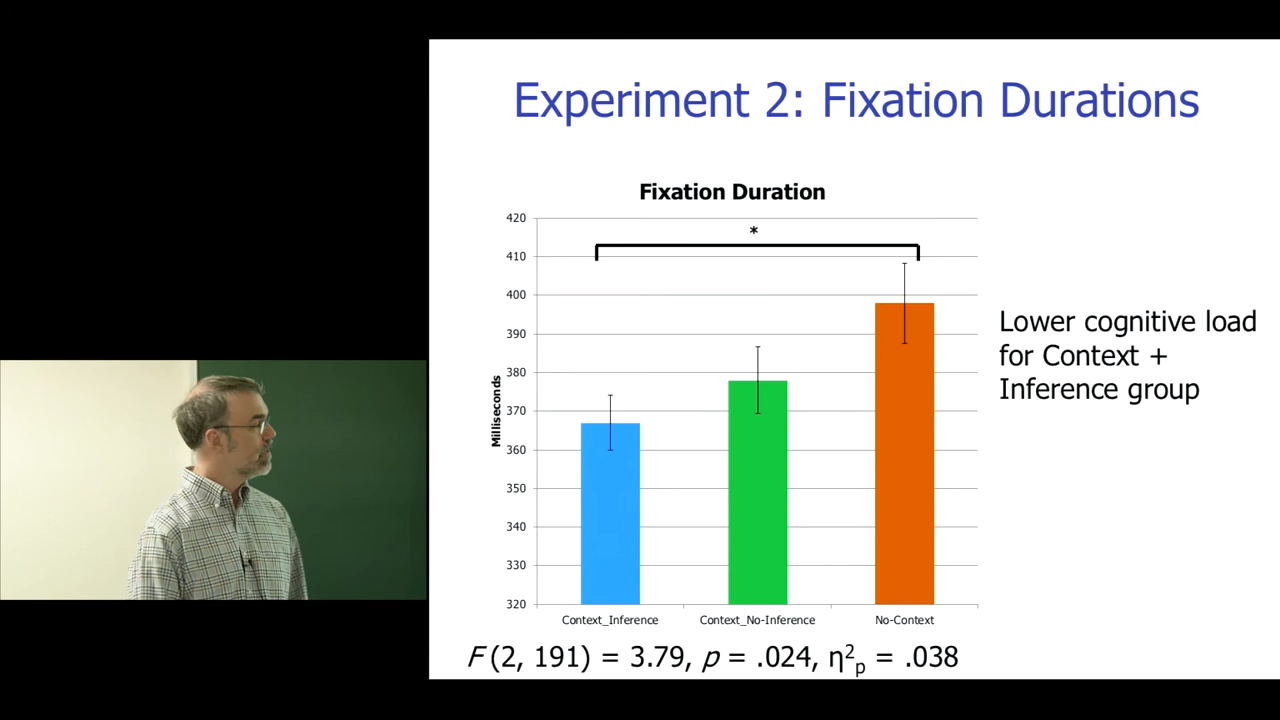 Experiment 2: Fixation Durations
Fixation Duration
*
420
410
400
390
380
370
360
350
340
330
320
Milliseconds
Context_Inference
Context_No-Inference
No-Context
Lower cognitive load
for Context +
Inference group
F (2, 191) = 3.79, p = .024, η²ₚ = .038